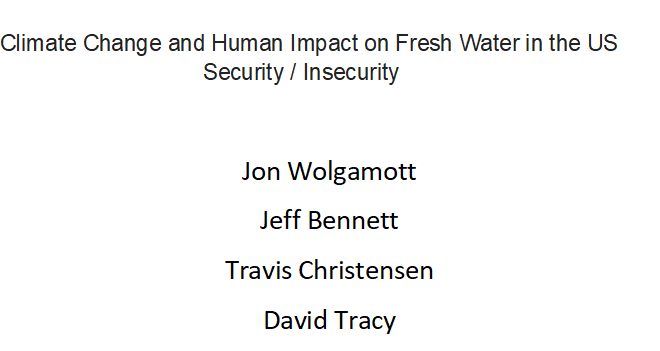 Climate Change and Human Impact on Fresh Water in the US
Security / Insecurity
Jon Wolgamott
Jeff Bennett
Travis Christensen
David Tracy